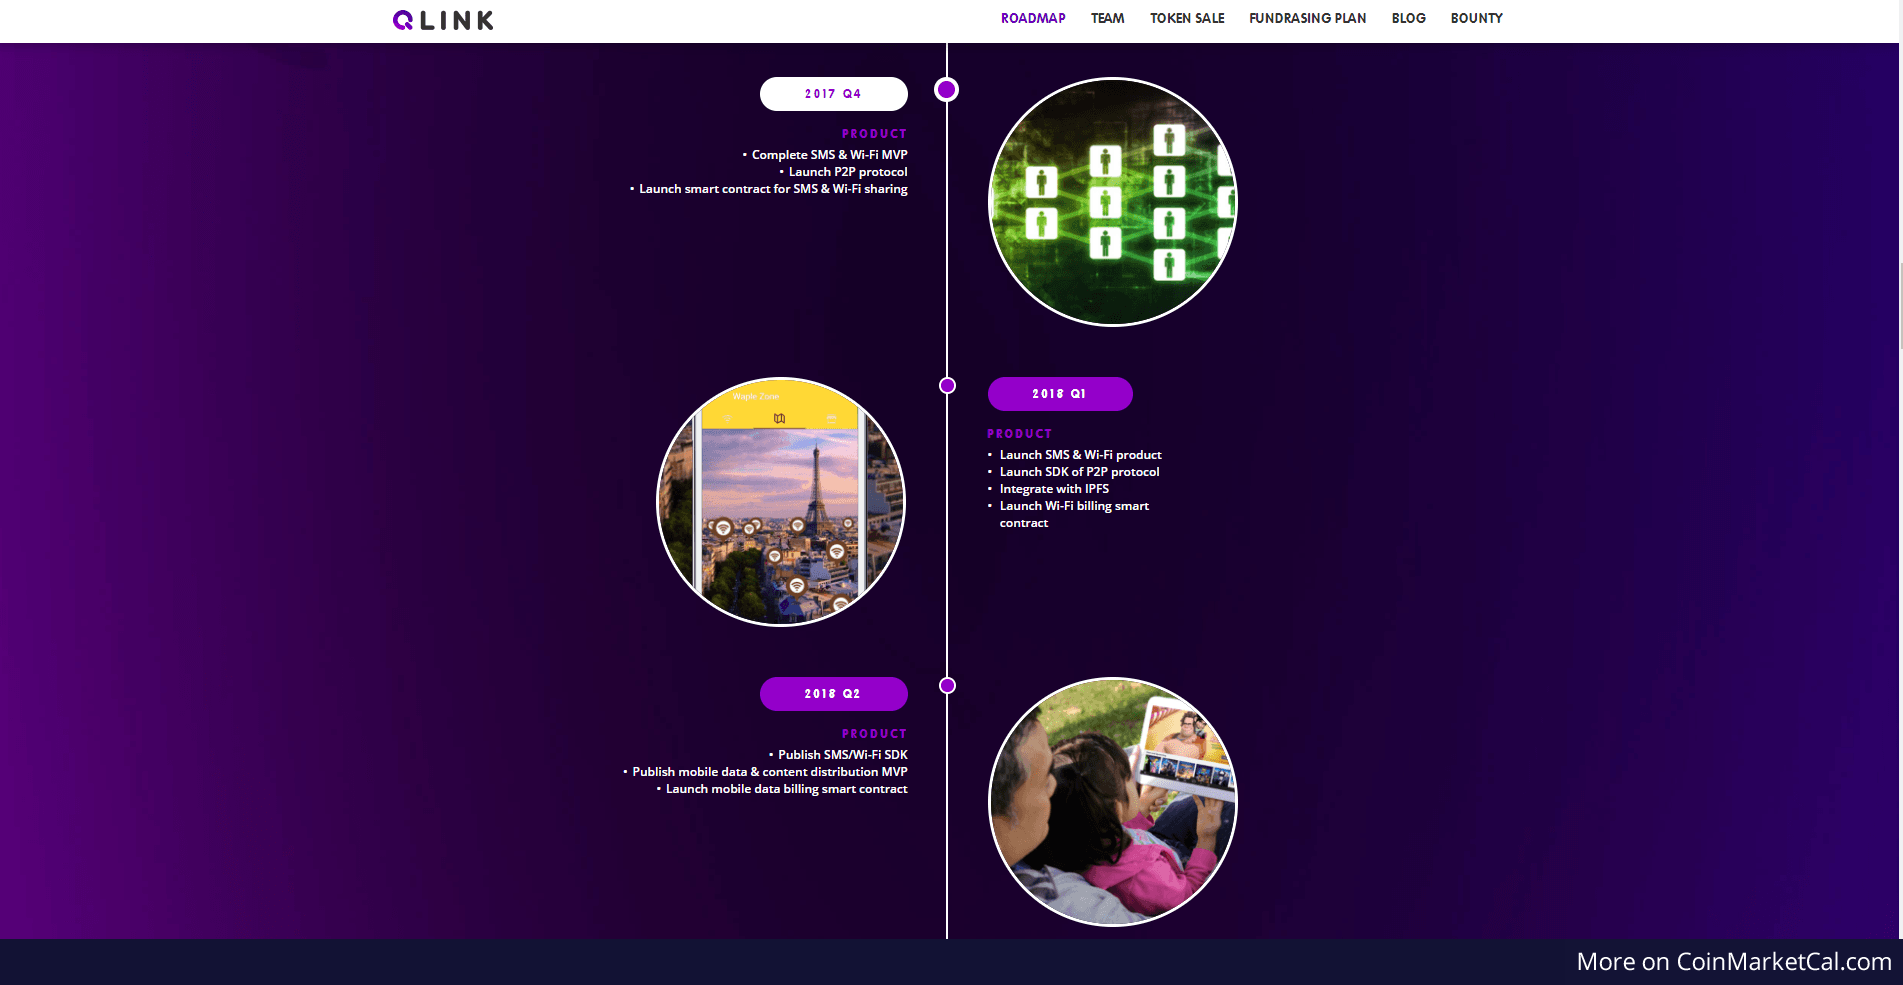 QLINK
ROADMAP TEAM TOKEN SALE FUNDRASING PLAN BLOG BOUNTY
2017 Q4
PRODUCT
• Complete SMS & Wi-Fi MVP
• Launch P2P protocol
• Launch smart contract for SMS & Wi-Fi sharing
Waple Zone
2018 Q1
PRODUCT
• Launch SMS & Wi-Fi product
• Launch SDK of P2P protocol
• Integrate with IPFS
• Launch Wi-Fi billing smart
contract
2018 Q2
PRODUCT
• Publish SMS/Wi-Fi SDK
• Publish mobile data & content distribution MVP
• Launch mobile data billing smart contract
More on CoinMarketCal.com